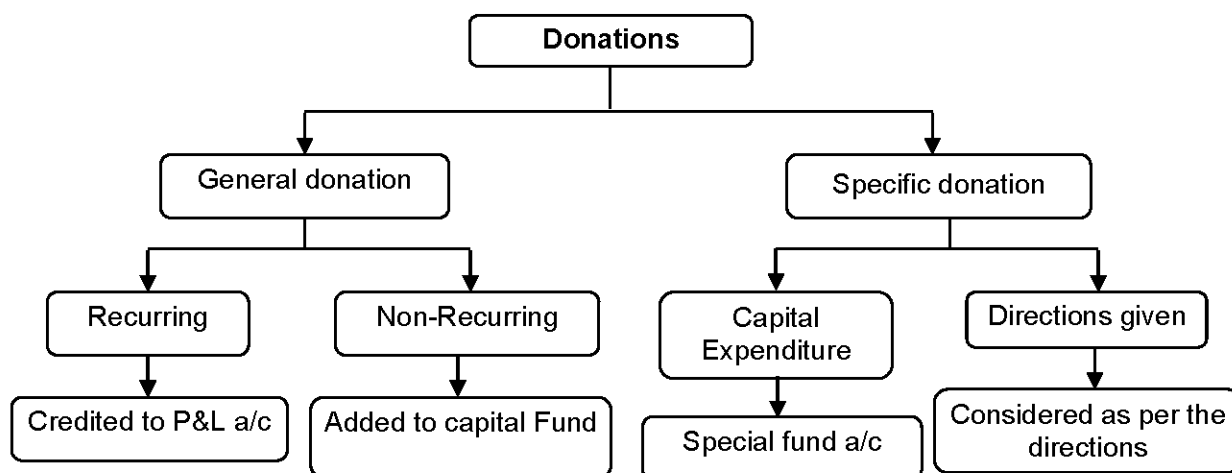 Donations
General donation
Specific donation
Recurring
Non-Recurring
Capital
Expenditure
Directions given
Credited to P&L a/c
Added to capital Fund
Special fund a/c
Considered as per the
directions